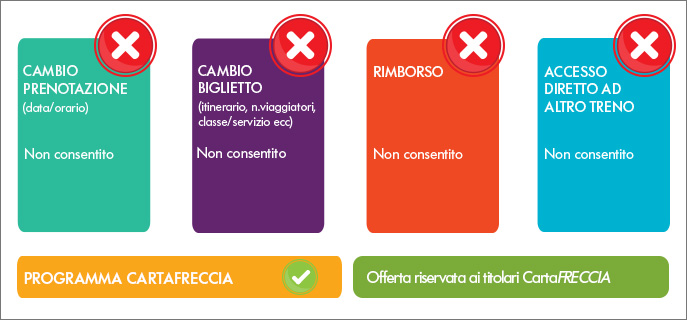 CAMBIO
PRENOTAZIONE
(data/orario)
Non consentito
CAMBIO
BIGLIETTO
(itinerario, n.viaggiatori,
classe/servizio ecc)
Non consentito
RIMBORSO
Non consentito
ACCESSO
DIRETTO AD
ALTRO TRENO
Non consentito
PROGRAMMA CARTAFRECCIA
Offerta riservata ai titolari CartaFRECCIA